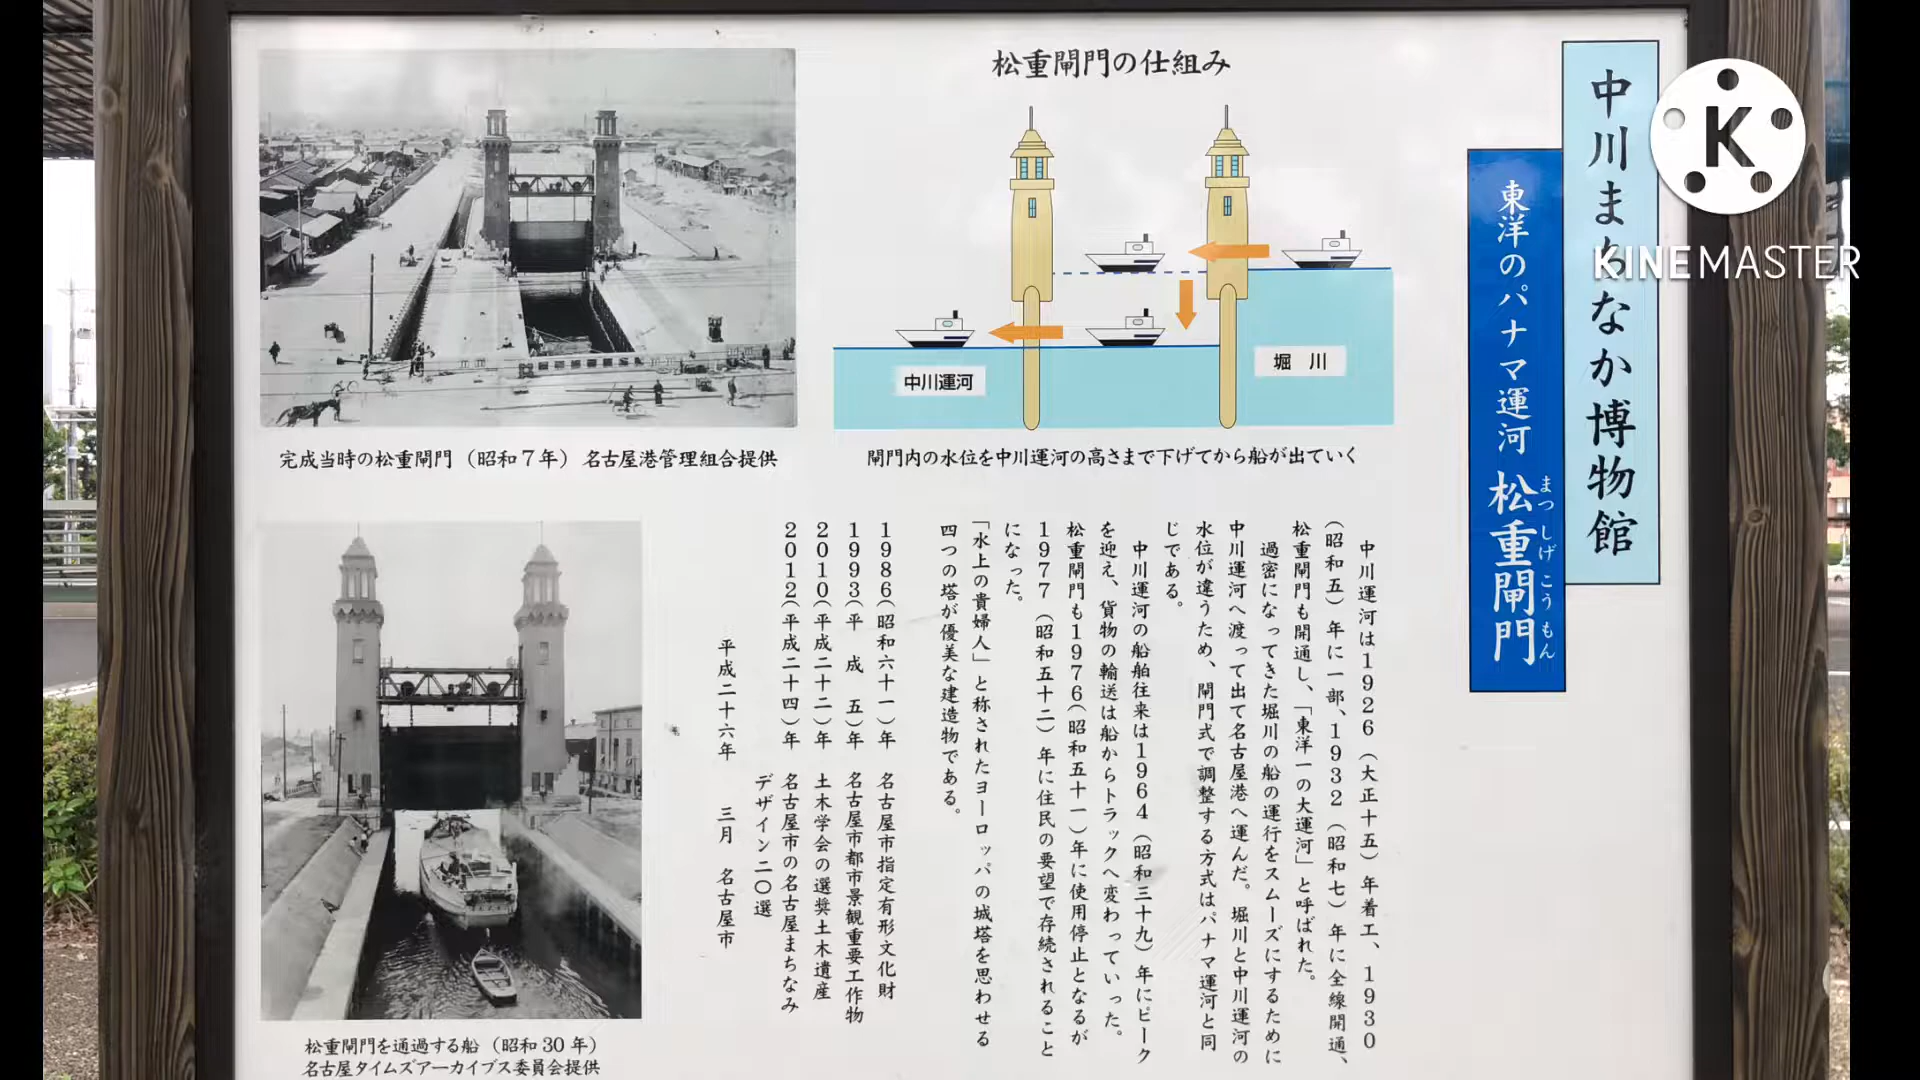 中川まちなか博物館
東洋のパナマ運河 松重閘門
まつしげこうもん
KINEMASTER
松重閘門の仕組み
中川運河
堀 川
閘門内の水位を中川運河の高さまで下げてから船が出ていく
完成当時の松重閘門(昭和7年)名古屋港管理組合提供
中川運河は1926(大正十五)年着工、1930
(昭和五)年に一部、1932(昭和七)年に全線開通、
松重閘門も開通し、「東洋一の大運河」と呼ばれた。
過密になってきた堀川の船の運行をスムーズにするために
中川運河へ渡って出て名古屋港へ運んだ。堀川と中川運河の
水位が違うため、閘門式で調整する方式はパナマ運河と同
じである。
中川運河の船舶往来は1964(昭和三十九)年にピーク
を迎え、貨物の輸送は船からトラックへ変わっていった。
松重閘門も1976(昭和五十一)年に使用停止となるが
1977(昭和五十二)年に住民の要望で存続されること
になった。
「水上の貴婦人」と称されたヨーロッパの城塔を思わせる
四つの塔が優美な建造物である。
1986(昭和六十一)年 名古屋市指定有形文化財
1993(平 成 五)年 名古屋市都市景観重要工作物
2010(平成二十二)年 土木学会の選奨土木遺産
2012(平成二十四)年 名古屋市の名古屋まちなみ
デザイン二〇選
平成二十六年 三月 名古屋市
松重閘門を通過する船(昭和30年)
名古屋タイムズアーカイブス委員会提供